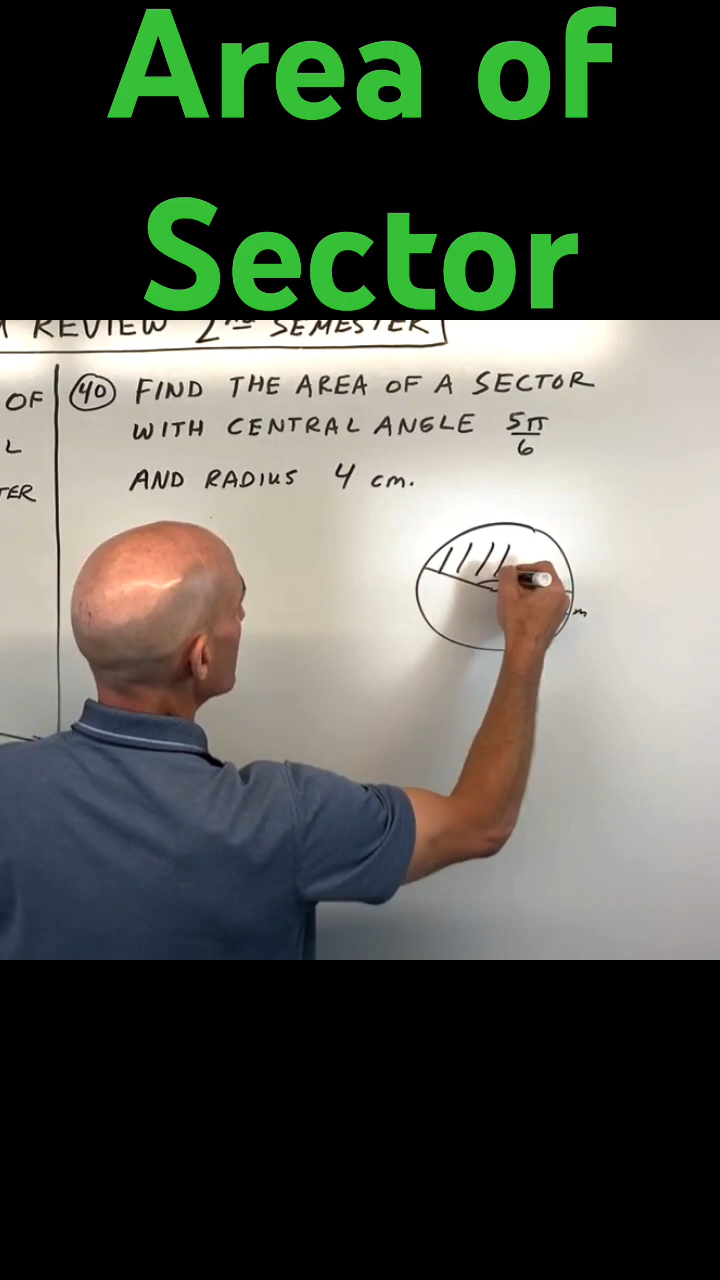 Area of
Sector
REVIEW 2ND SEMESTER
OF
L
TER
40 FIND THE AREA OF A SECTOR
WITH CENTRAL ANGLE 5π/6
AND RADIUS 4 cm.
m